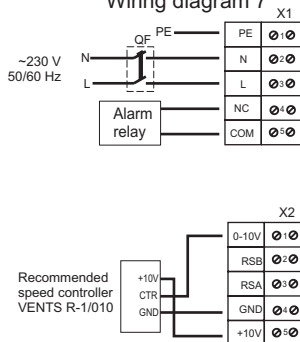 Wiring diagram 7
X1
PE PE 1
QF
~230 V
50/60 Hz
N N 2
L L 3
Alarm
relay
NC 4
COM 5
X2
0-10V 1
RSB 2
RSA 3
GND 4
+10V 5
Recommended
speed controller
VENTS R-1/010
+10V
CTR
GND